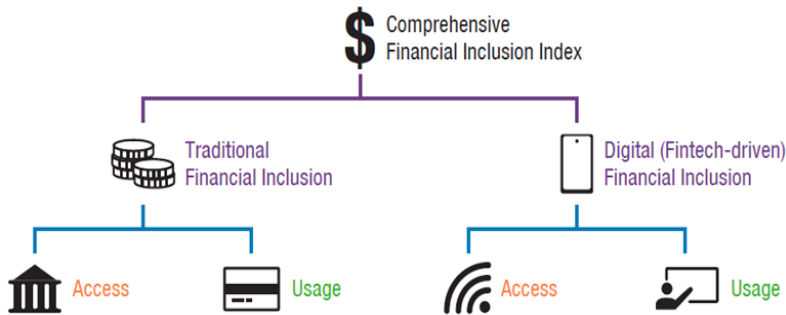 Comprehensive
Financial Inclusion Index
Traditional
Financial Inclusion
Digital (Fintech-driven)
Financial Inclusion
Access
Usage
Access
Usage